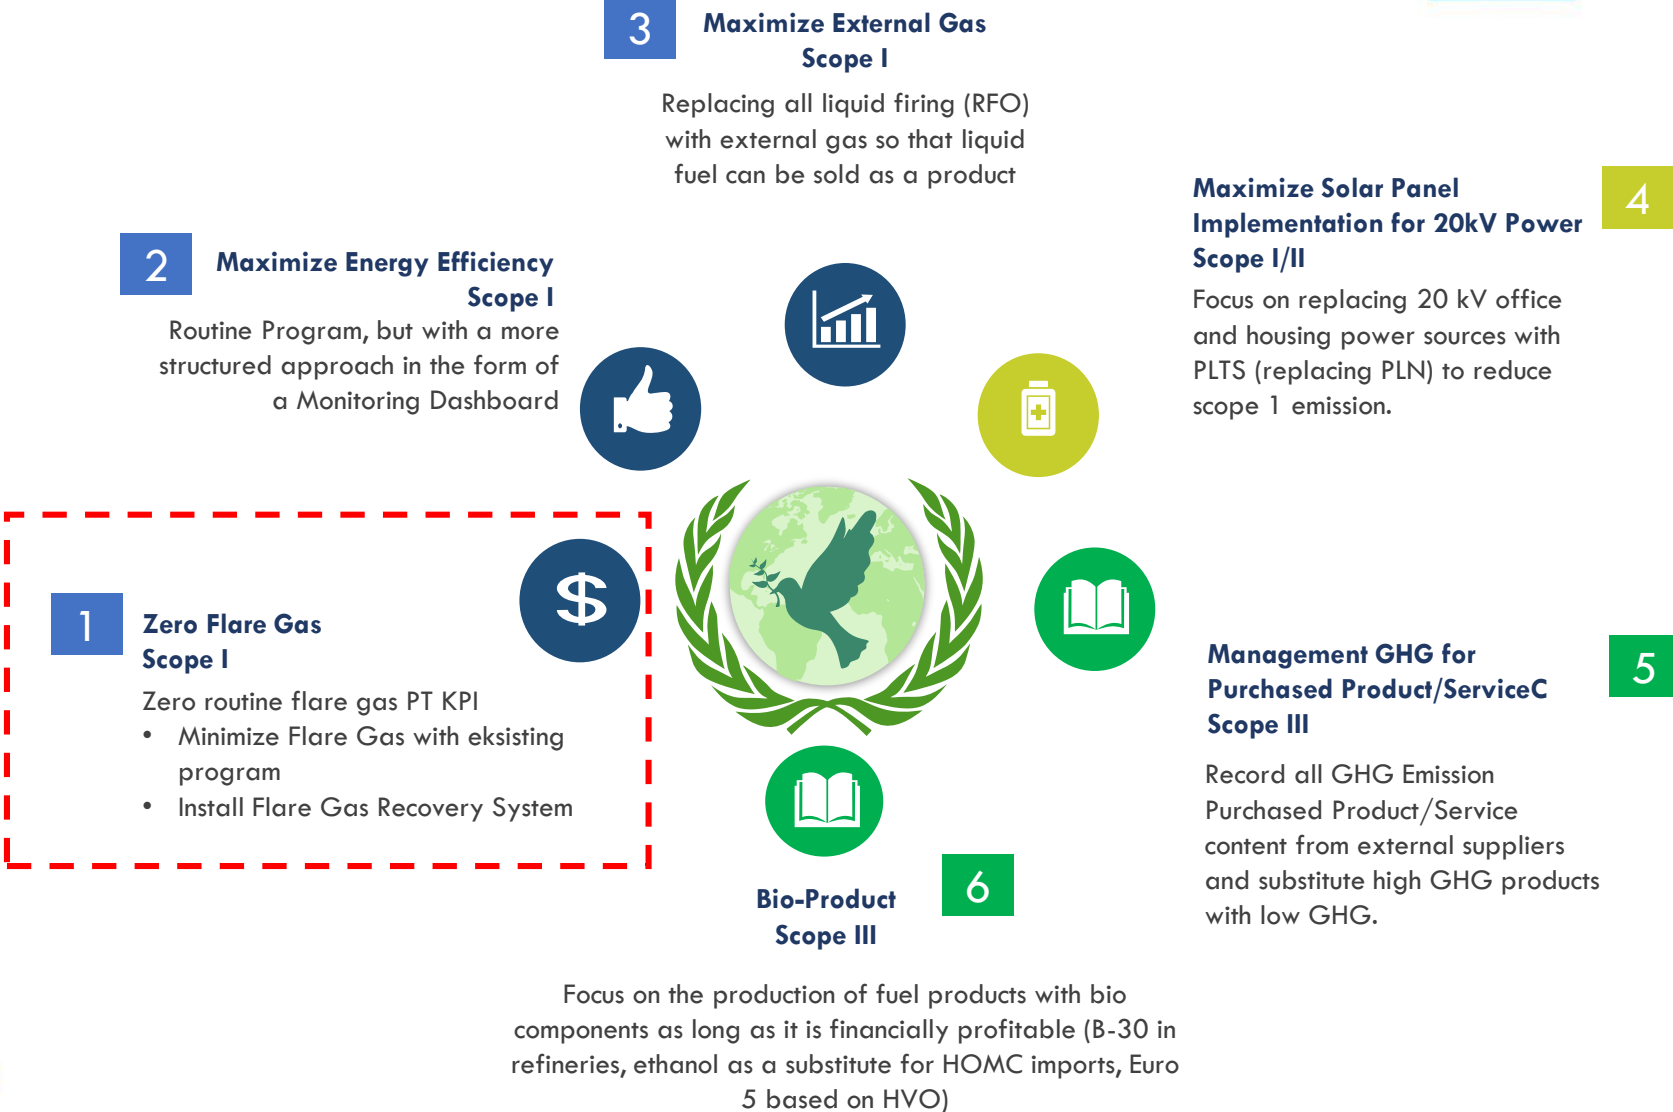 3
Maximize External Gas
Scope I
Replacing all liquid firing (RFO)
with external gas so that liquid
fuel can be sold as a product
4
Maximize Solar Panel
Implementation for 20kV Power
Scope I/II
Focus on replacing 20 kV office
and housing power sources with
PLTS (replacing PLN) to reduce
scope 1 emission.
2
Maximize Energy Efficiency
Scope I
Routine Program, but with a more
structured approach in the form of
a Monitoring Dashboard
$
1
Zero Flare Gas
Scope I
Zero routine flare gas PT KPI
• Minimize Flare Gas with eksisting
program
• Install Flare Gas Recovery System
5
Management GHG for
Purchased Product/ServiceC
Scope III
Record all GHG Emission
Purchased Product/Service
content from external suppliers
and substitute high GHG products
with low GHG.
6
Bio-Product
Scope III
Focus on the production of fuel products with bio
components as long as it is financially profitable (B-30 in
refineries, ethanol as a substitute for HOMC imports, Euro
5 based on HVO)